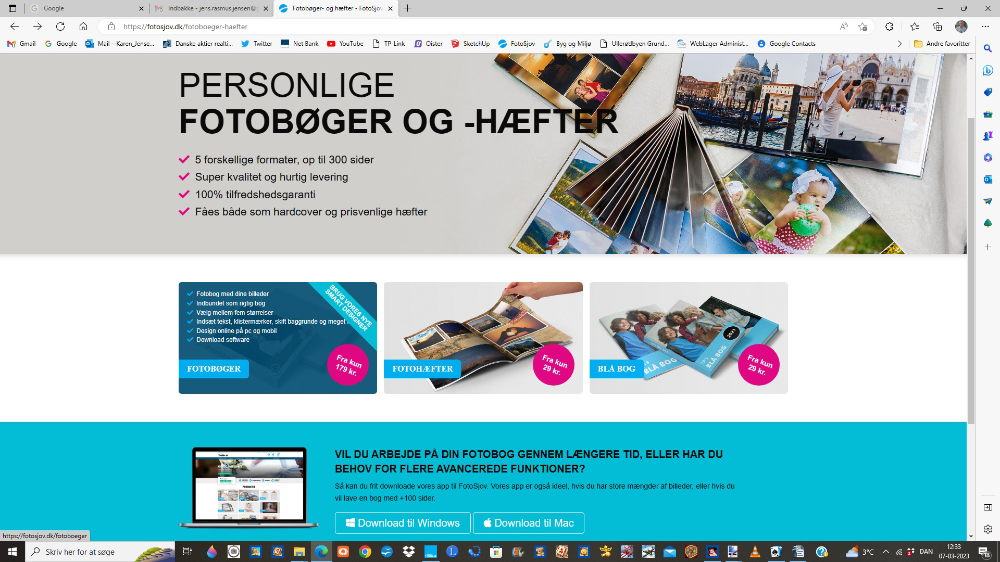 Google
Indbakke - jens.rasmus.jensen@g
Fotobøger- og hæfter - FotoSjov
https://fotosjov.dk/fotoboeger-haefter
Gmail
Google
Mail – Karen_Jense...
Danske aktier realti...
Twitter
Net Bank
YouTube
TP-Link
Oister
SketchUp
FotoSjov
Byg og Miljø
Ullerødbyen Grund...
WebLager Administ...
Google Contacts
Andre favoritter
PERSONLIGE
FOTOBØGER OG -HÆFTER
5 forskellige formater, op til 300 sider
Super kvalitet og hurtig levering
100% tilfredshedsgaranti
Fåes både som hardcover og prisvenlige hæfter
Fotobog med dine billeder
Indbundet som rigtig bog
Vælg mellem fem størrelser
Indsæt tekst, klistermærker, skift baggrunde og meget
Design online på pc og mobil
Download software
BRUG VORES NYE
SMART DESIGNER
Fra kun
179 kr.
FOTOBØGER
Fra kun
29 kr.
FOTOHÆFTER
2021
BLÅ BOG
7A's
BLÅ BOG
Fra kun
29 kr.
BLÅ BOG
VIL DU ARBEJDE PÅ DIN FOTOBOG GENNEM LÆNGERE TID, ELLER HAR DU
BEHOV FOR FLERE AVANCEREDE FUNKTIONER?
Så kan du frit downloade vores app til FotoSjov. Vores app er også ideel, hvis du har store mængder af billeder, eller hvis du
vil lave en bog med +100 sider.
PRODUKTER
Download til Windows
Download til Mac
https://fotosjov.dk/fotoboeger
Skriv her for at søge
3°C
DAN
12:33
07-03-2023
18